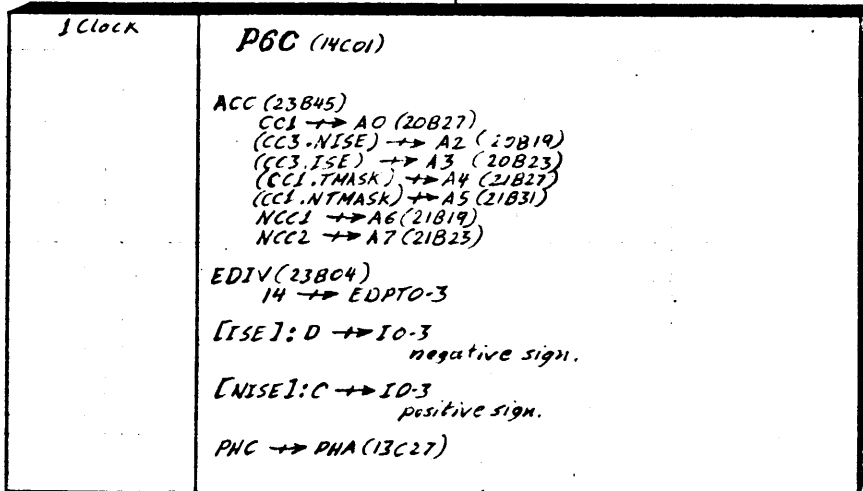 1 Clock
P6C (14C01)
ACC (23B45)
CC1 ↛ A0 (20B27)
(CC3.NISE) ↛ A2 (20B19)
(CC3.ISE) ↛ A3 (20B23)
(CC1.TMASK) ↛ A4 (21B27)
(CC1.NTMASK) ↛ A5 (21B31)
NCC1 ↛ A6 (21B19)
NCC2 ↛ A7 (21B23)
EDIV (23B04)
14 ↛ EDPT0-3
[ISE]: D ↛ I0-3
negative sign.
[NISE]: C ↛ I0-3
positive sign.
PHC ↛ PHA (13C27)